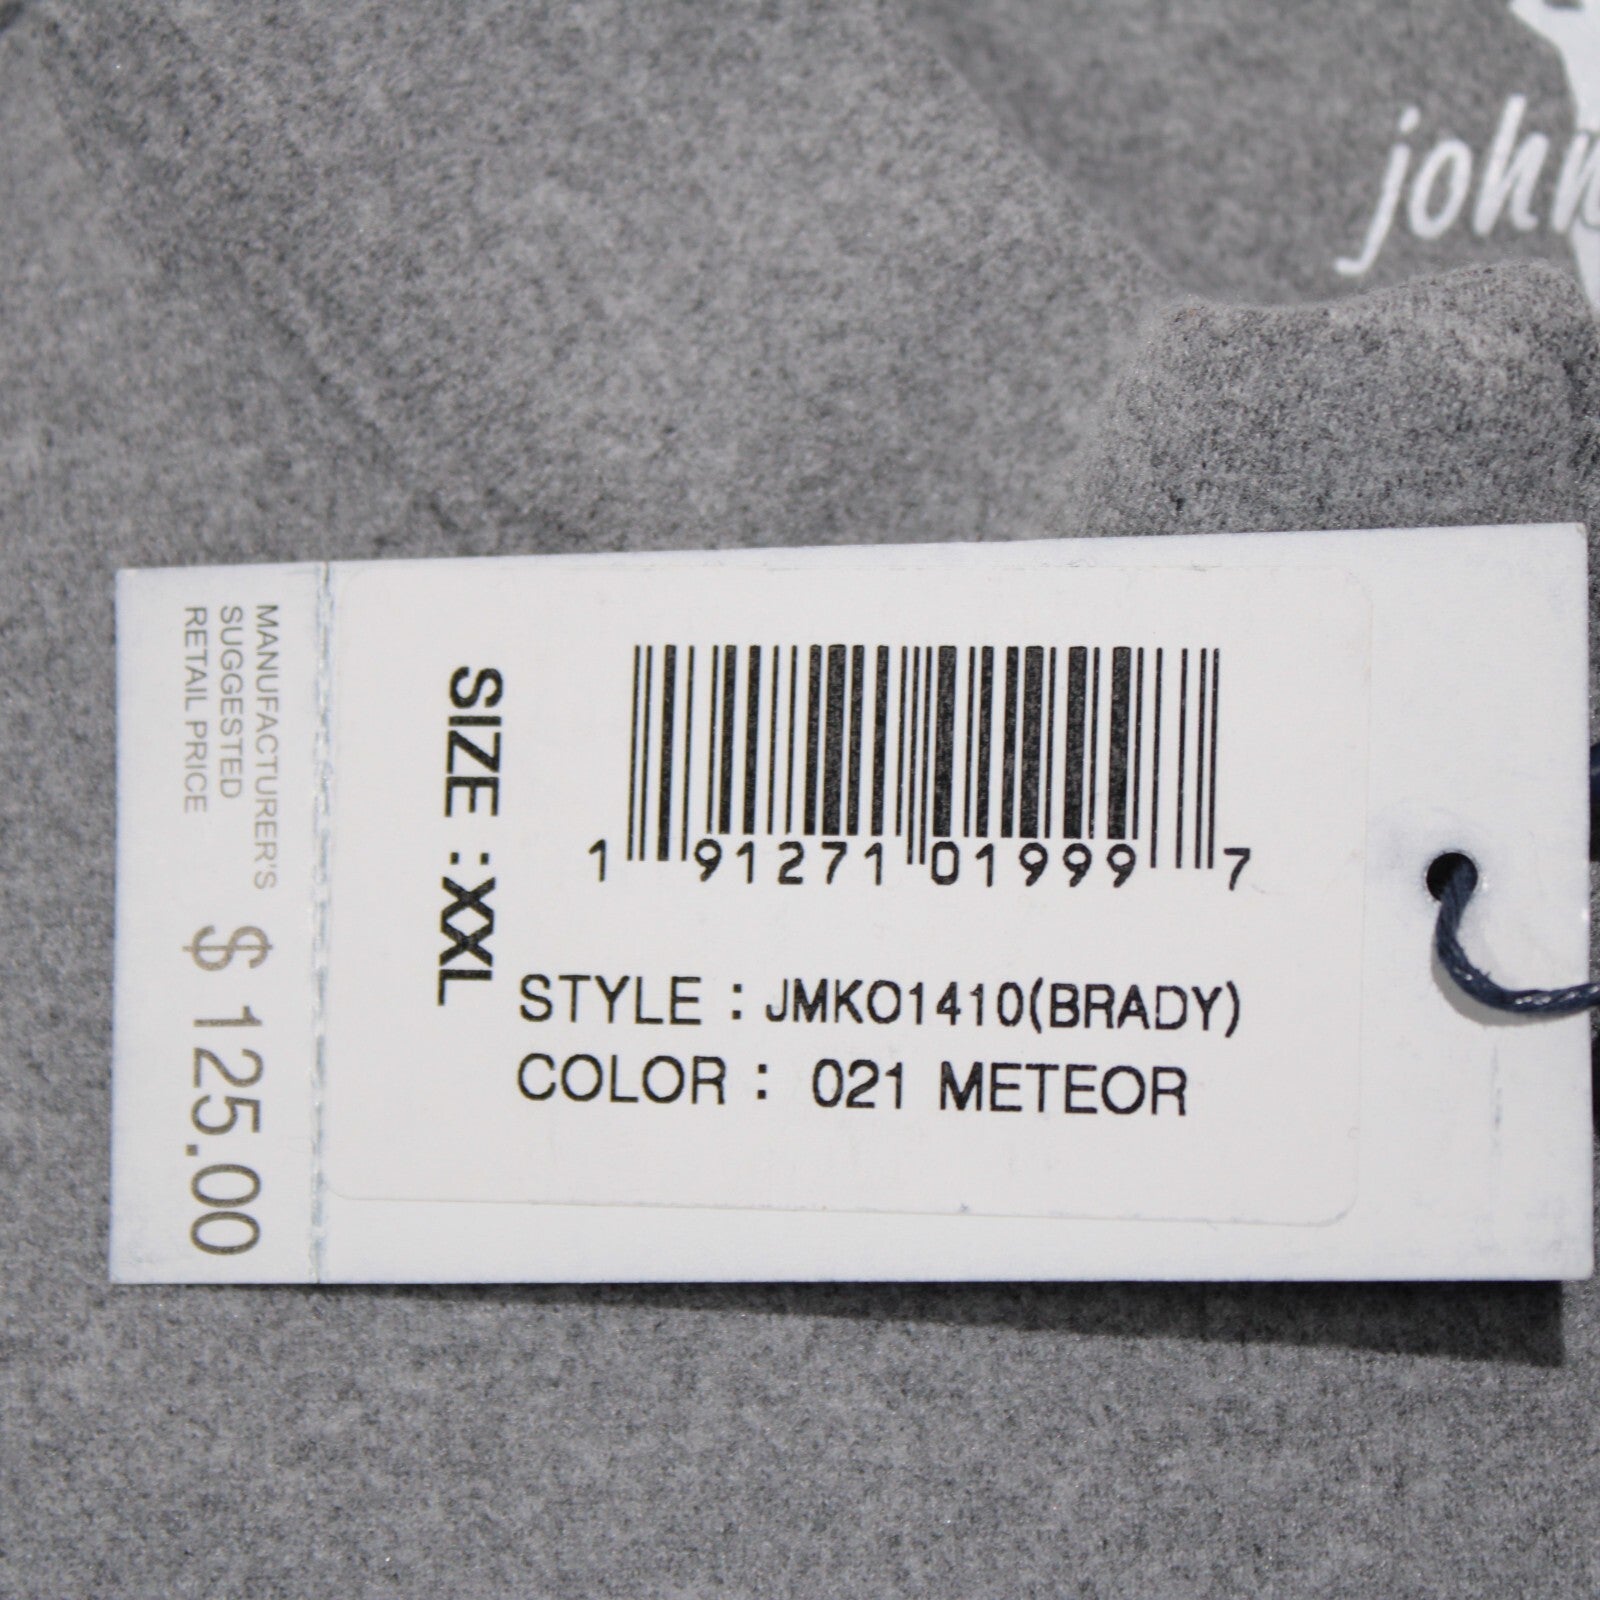 john
MANUFACTURER'S
SUGGESTED
RETAIL PRICE
$ 125.00
SIZE : XXL
1 91271 01999 7
STYLE : JMKO1410(BRADY)
COLOR : 021 METEOR